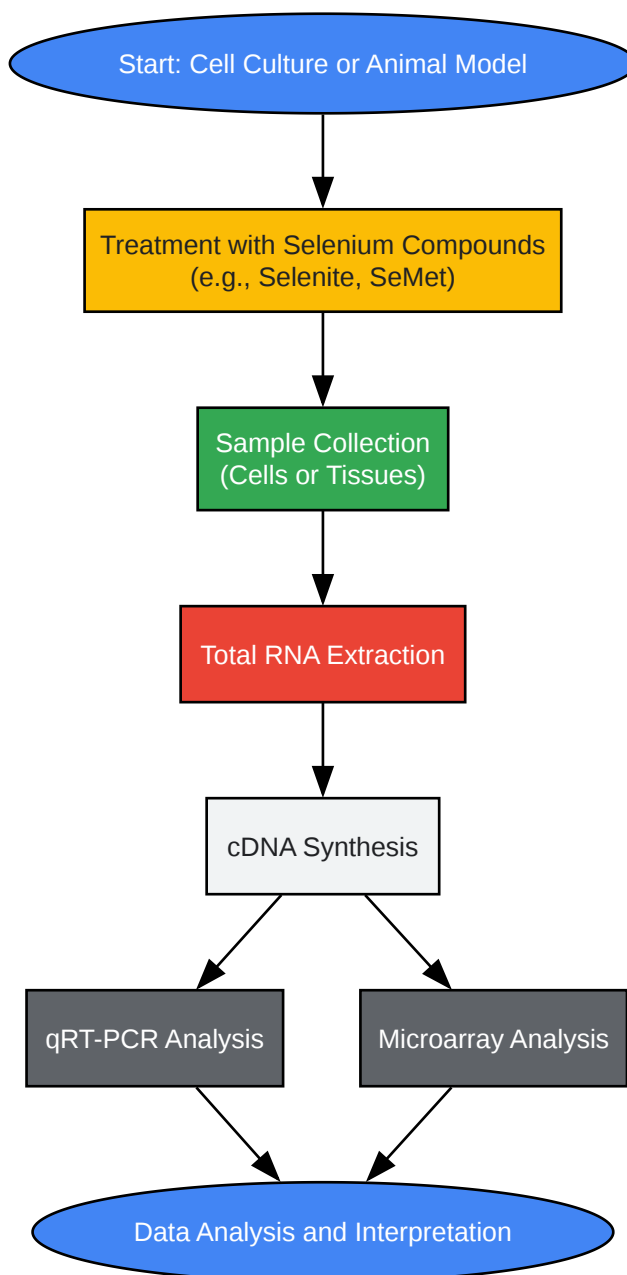 Start: Cell Culture or Animal Model
Treatment with Selenium Compounds
(e.g., Selenite, SeMet)
Sample Collection
(Cells or Tissues)
Total RNA Extraction
cDNA Synthesis
qRT-PCR Analysis
Microarray Analysis
Data Analysis and Interpretation